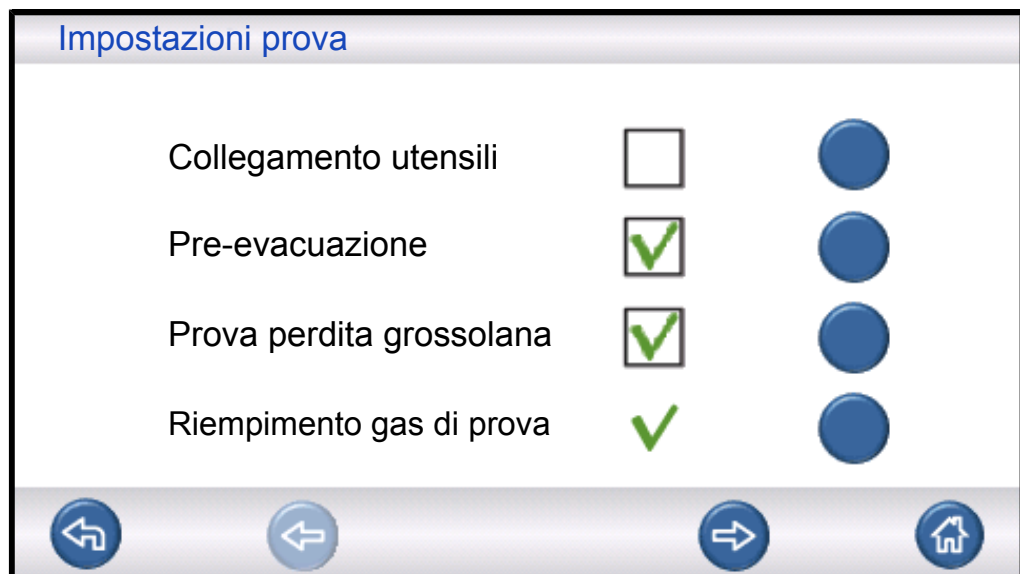 Impostazioni prova
Collegamento utensili
Pre-evacuazione
Prova perdita grossolana
Riempimento gas di prova